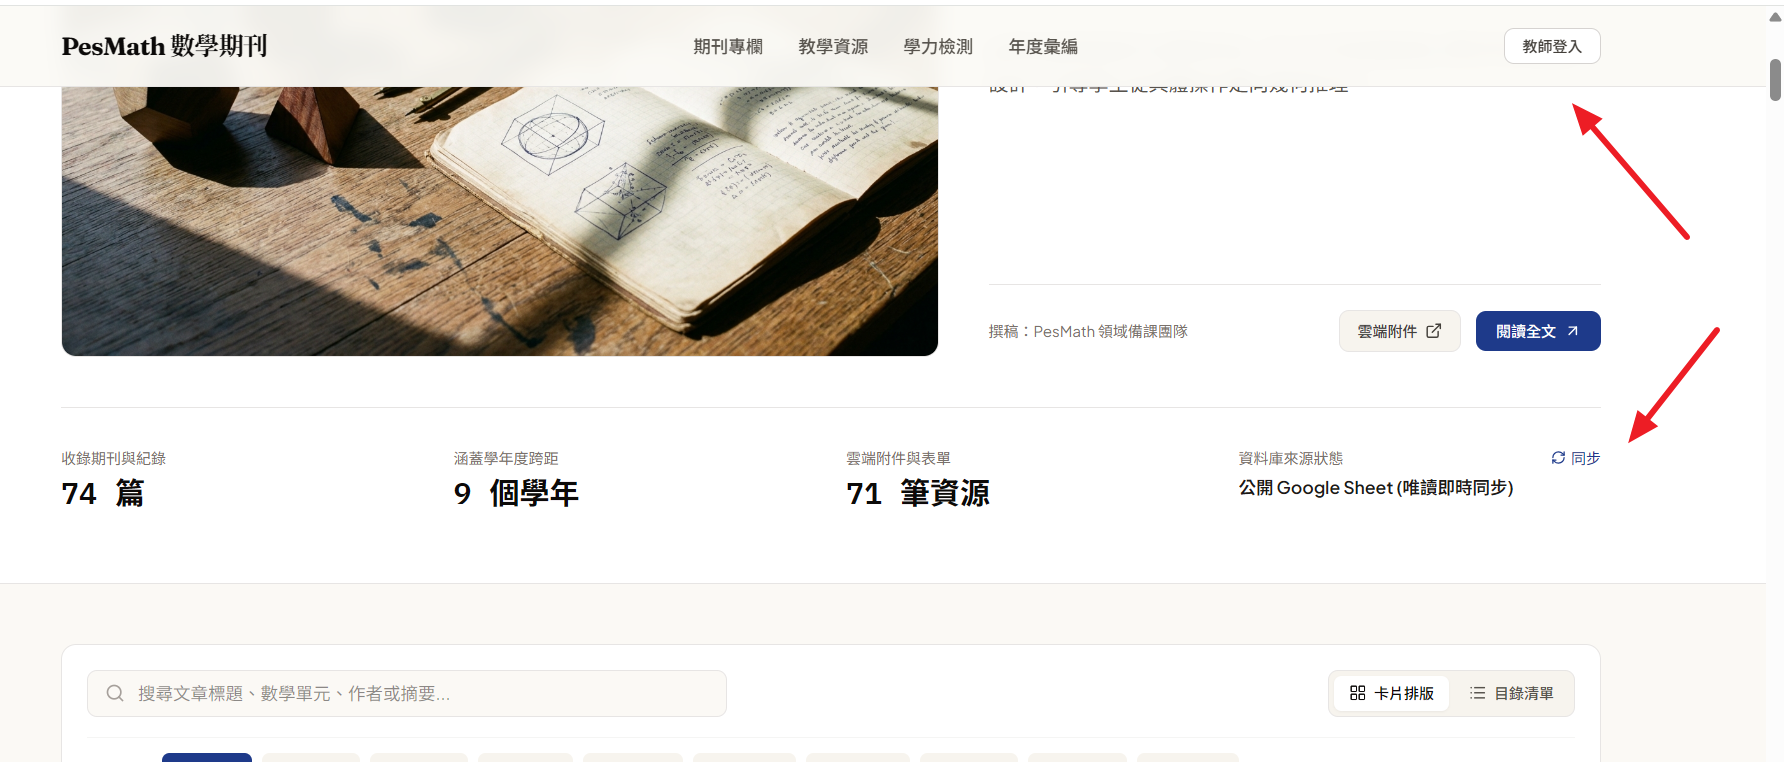 PesMath 數學期刊
期刊專欄
教學資源
學力檢測
年度彙編
教師登入
撰稿：PesMath 領域備課團隊
雲端附件
閱讀全文
收錄期刊與紀錄
74 篇
涵蓋學年度跨距
9 個學年
雲端附件與表單
71 筆資源
資料庫來源狀態
同步
公開 Google Sheet (唯讀即時同步)
搜尋文章標題、數學單元、作者或摘要...
卡片排版
目錄清單